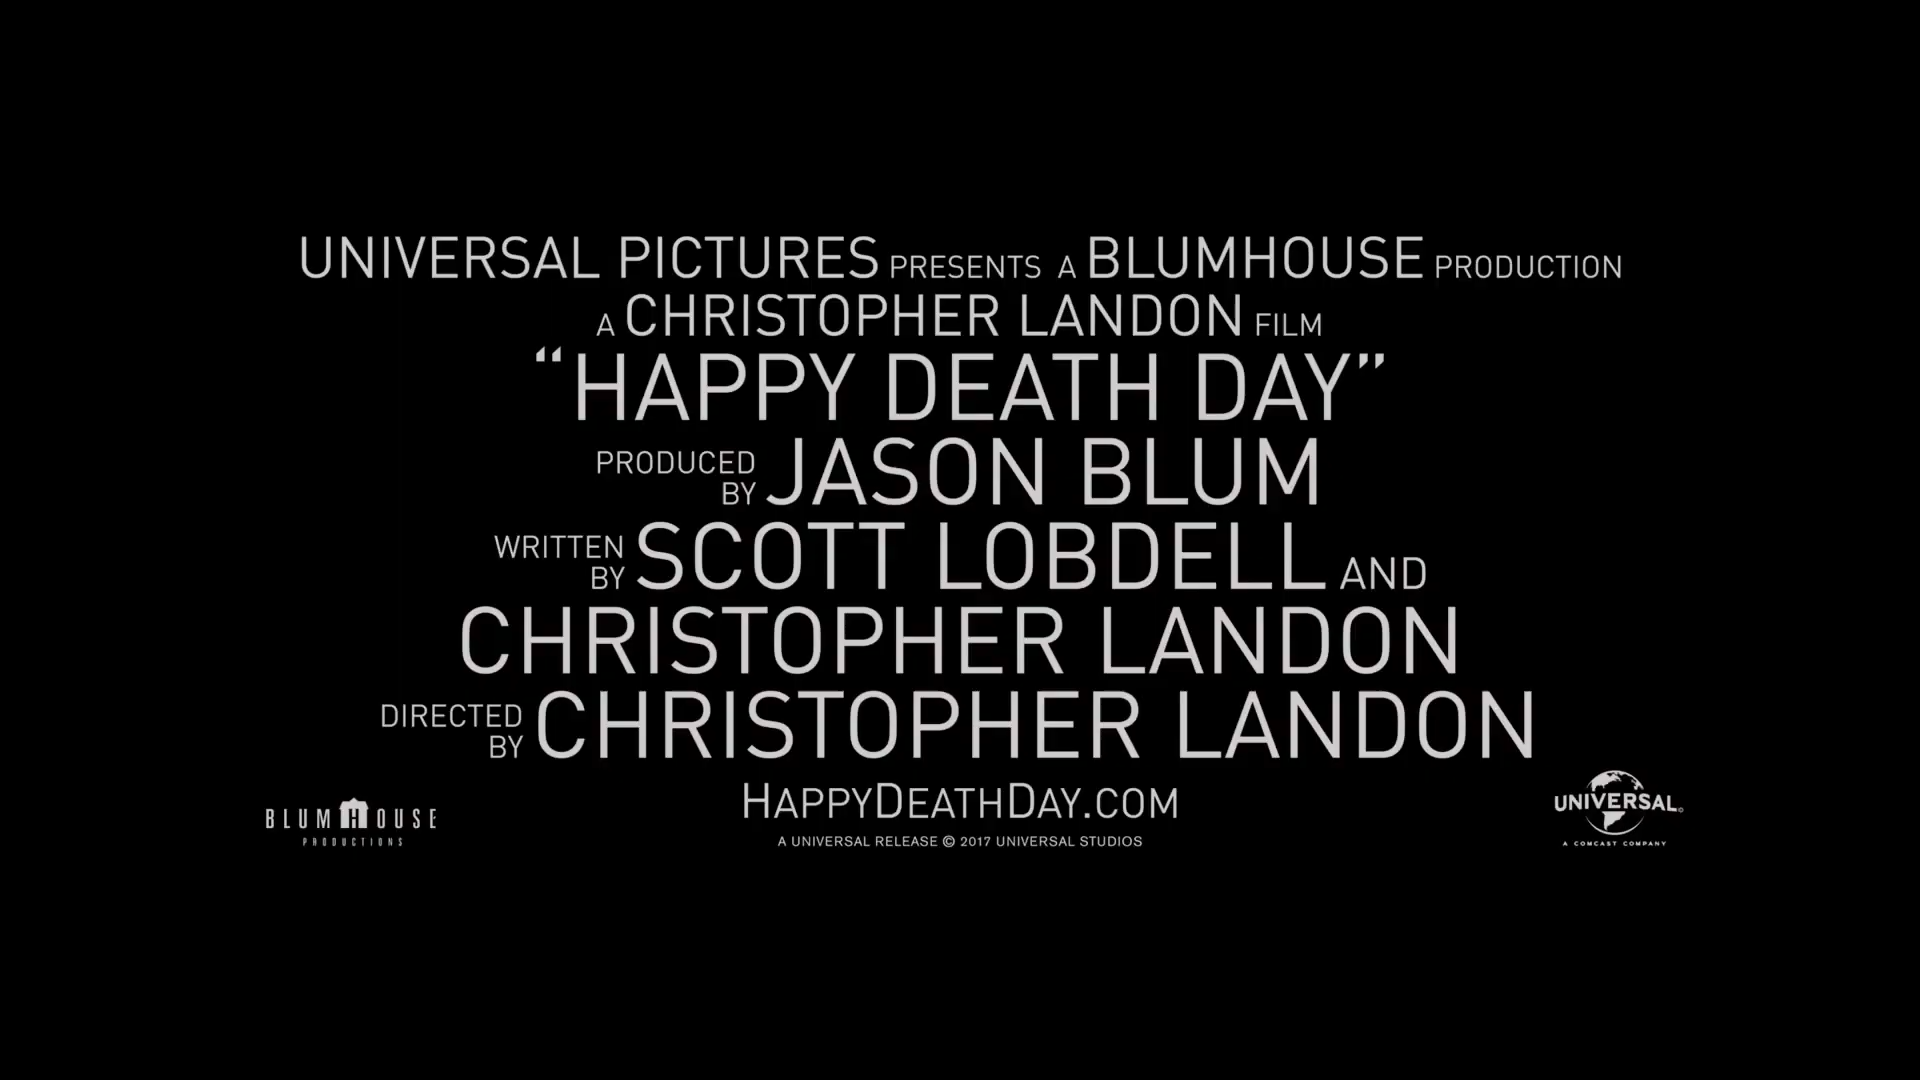 UNIVERSAL PICTURES PRESENTS A BLUMHOUSE PRODUCTION
A CHRISTOPHER LANDON FILM
“HAPPY DEATH DAY”
PRODUCED BY JASON BLUM
WRITTEN BY SCOTT LOBDELL AND
CHRISTOPHER LANDON
DIRECTED BY CHRISTOPHER LANDON
HAPPYDEATHDAY.COM
A UNIVERSAL RELEASE © 2017 UNIVERSAL STUDIOS
BLUMHOUSE
PRODUCTIONS
UNIVERSAL
A COMCAST COMPANY